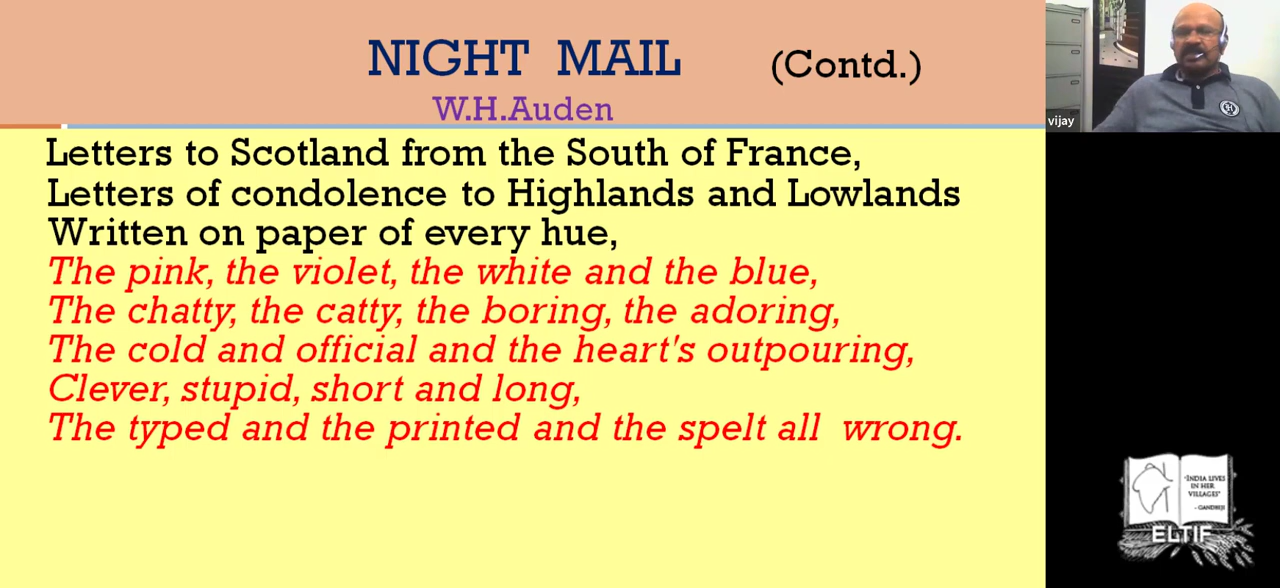 NIGHT MAIL (Contd.)
W.H.Auden
Letters to Scotland from the South of France,
Letters of condolence to Highlands and Lowlands
Written on paper of every hue,
The pink, the violet, the white and the blue,
The chatty, the catty, the boring, the adoring,
The cold and official and the heart's outpouring,
Clever, stupid, short and long,
The typed and the printed and the spelt all wrong.
vijay
"INDIA LIVES
IN HER
VILLAGES"
- GANDHIJI
ELTIF